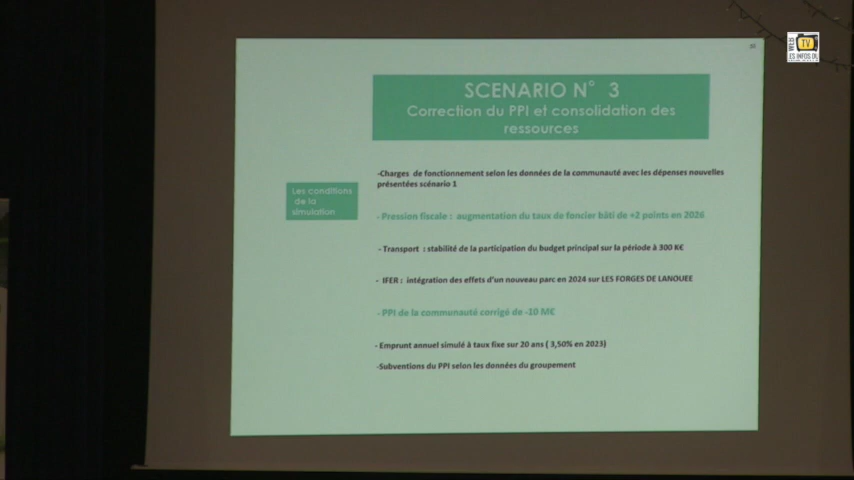 WEB
TV
LES INFOS DU
SCENARIO N° 3
Correction du PPI et consolidation des
ressources
Les conditions
de la
simulation
-Charges de fonctionnement selon les données de la communauté avec les dépenses nouvelles
présentées scénario 1
- Pression fiscale : augmentation du taux de foncier bâti de +2 points en 2026
- Transport : stabilité de la participation du budget principal sur la période à 300 K€
- IFER : intégration des effets d'un nouveau parc en 2024 sur LES FORGES DE LANOUEE
- PPI de la communauté corrigé de -10 M€
- Emprunt annuel simulé à taux fixe sur 20 ans ( 3,50% en 2023)
-Subventions du PPI selon les données du groupement